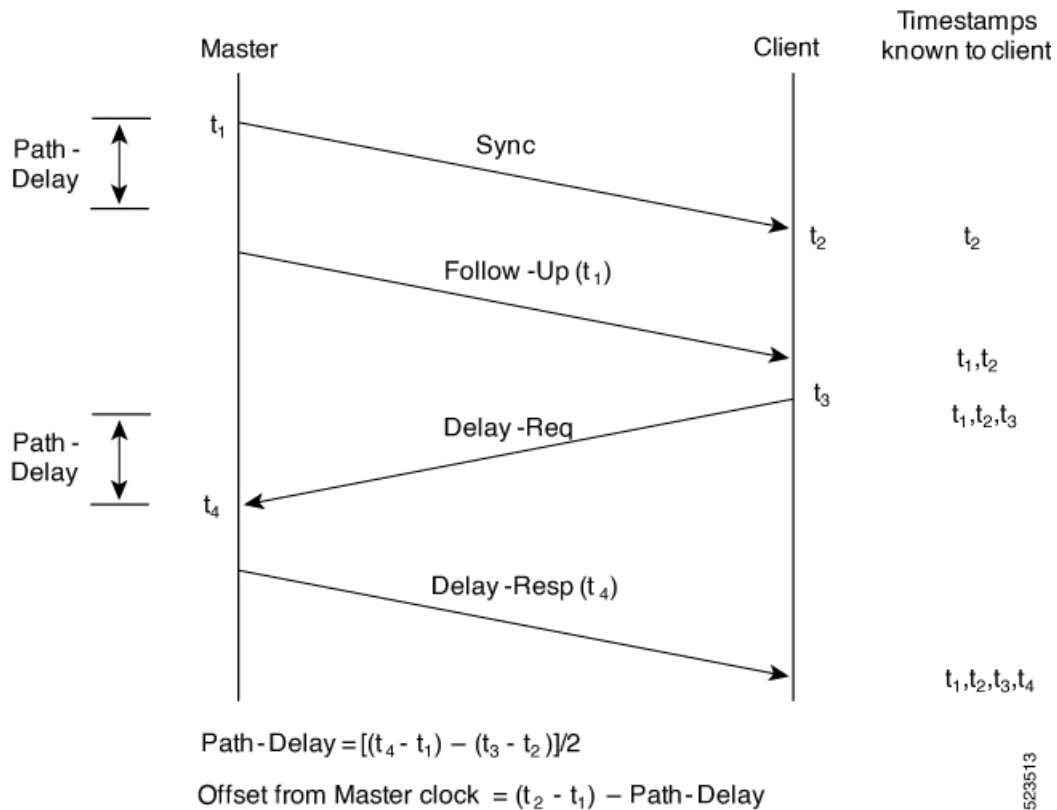 Timestamps
known to client
Master
Client
t₁
Path -
Delay
Sync
t₂
t₂
Follow -Up (t₁)
t₁,t₂
t₃
t₁,t₂,t₃
Delay -Req
Path -
Delay
t₄
Delay -Resp (t₄)
t₁,t₂,t₃,t₄
Path-Delay = [(t₄ - t₁) – (t₃ - t₂)]/2
Offset from Master clock = (t₂ - t₁) – Path-Delay
523513